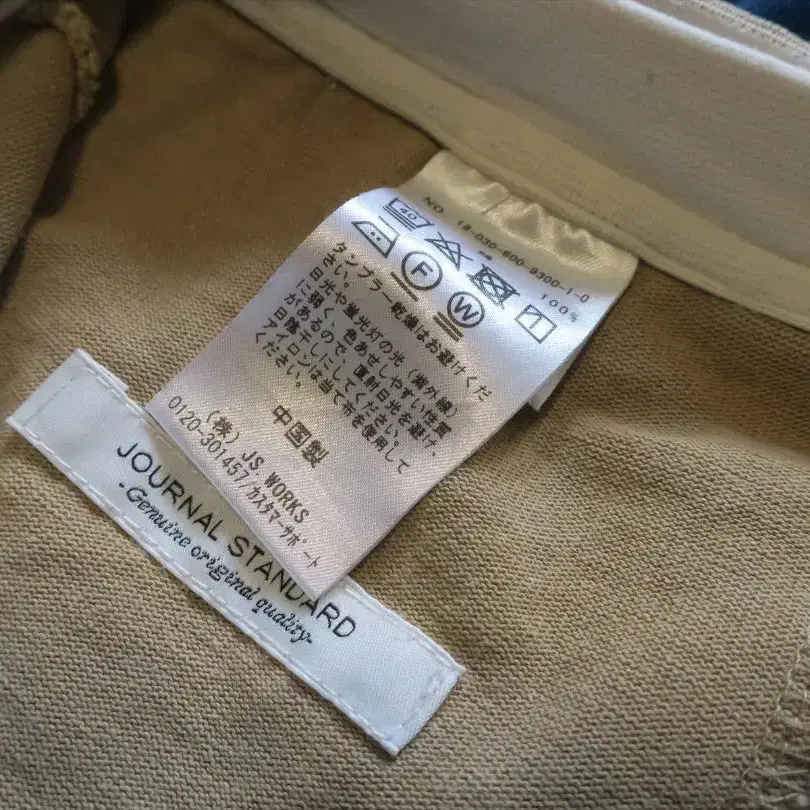 NO 18-030-600-9300-1-0
綿 100%
40
F
W
タンブラー乾燥はお避けくだ
さい。
日光や蛍光灯の光（紫外線）
に弱く、色あせしやすい性質
があるので、直射日光を避け、
日陰干しにしてください。
アイロンは当て布を使用して
ください。
中国製
（株）JS. WORKS
0120-301457/カスタマーサポート
JOURNAL STANDARD
-Genuine original quality-